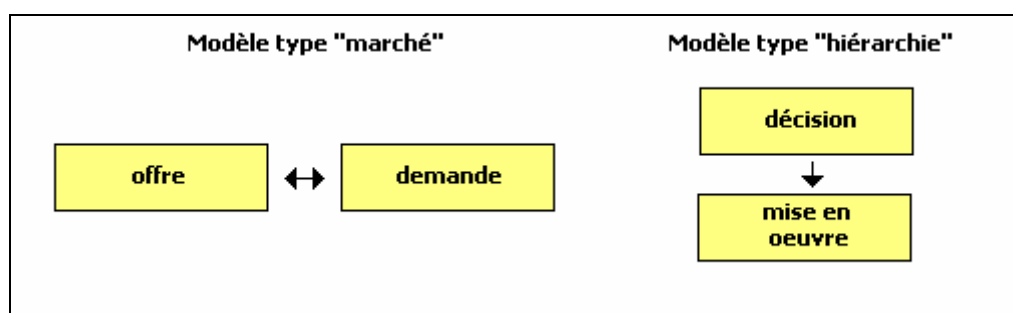 Modèle type "marché"
Modèle type "hiérarchie"
décision
offre
demande
mise en
oeuvre